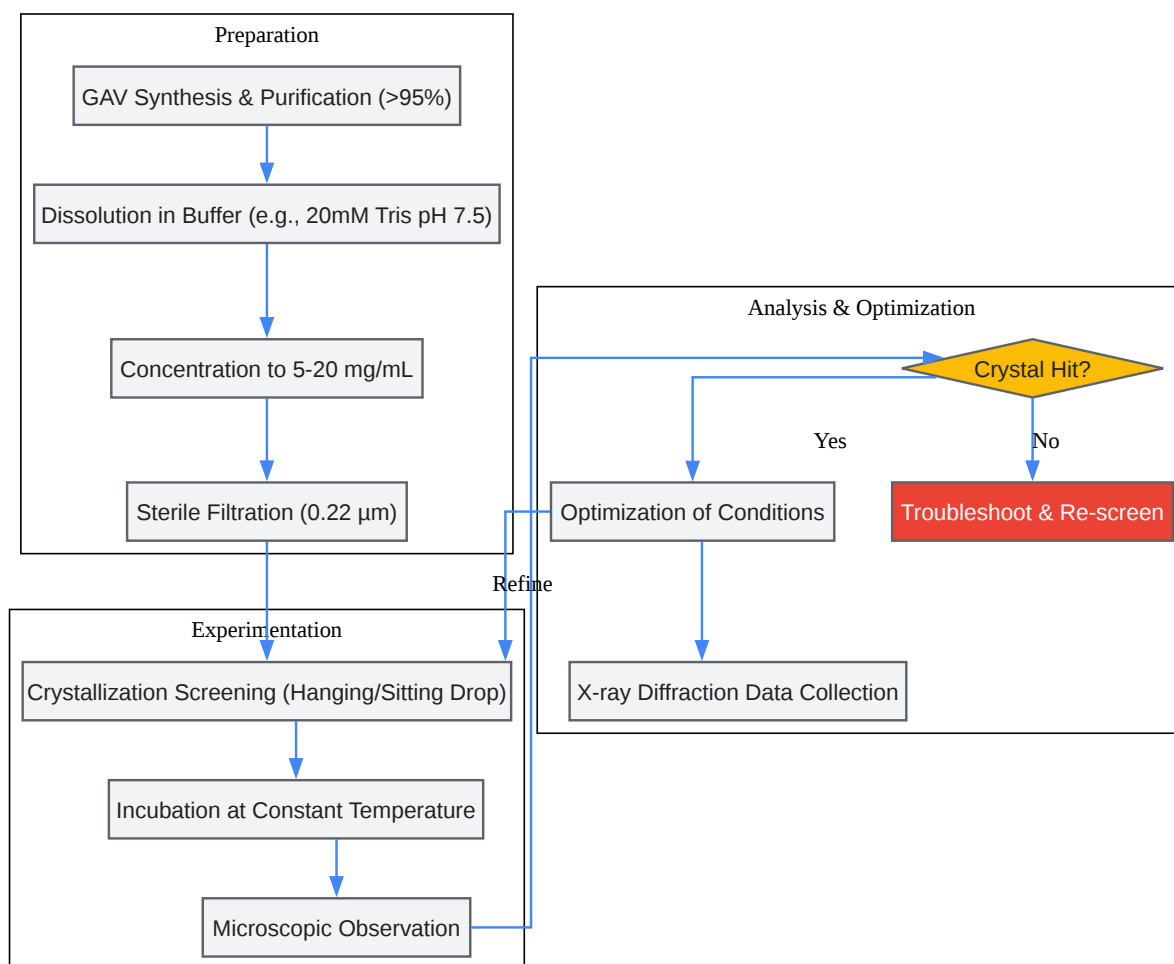 Preparation
GAV Synthesis & Purification (>95%)
Dissolution in Buffer (e.g., 20mM Tris pH 7.5)
Concentration to 5-20 mg/mL
Sterile Filtration (0.22 µm)
Analysis & Optimization
Crystal Hit?
Yes
No
Optimization of Conditions
Troubleshoot & Re-screen
Refine
X-ray Diffraction Data Collection
Experimentation
Crystallization Screening (Hanging/Sitting Drop)
Incubation at Constant Temperature
Microscopic Observation